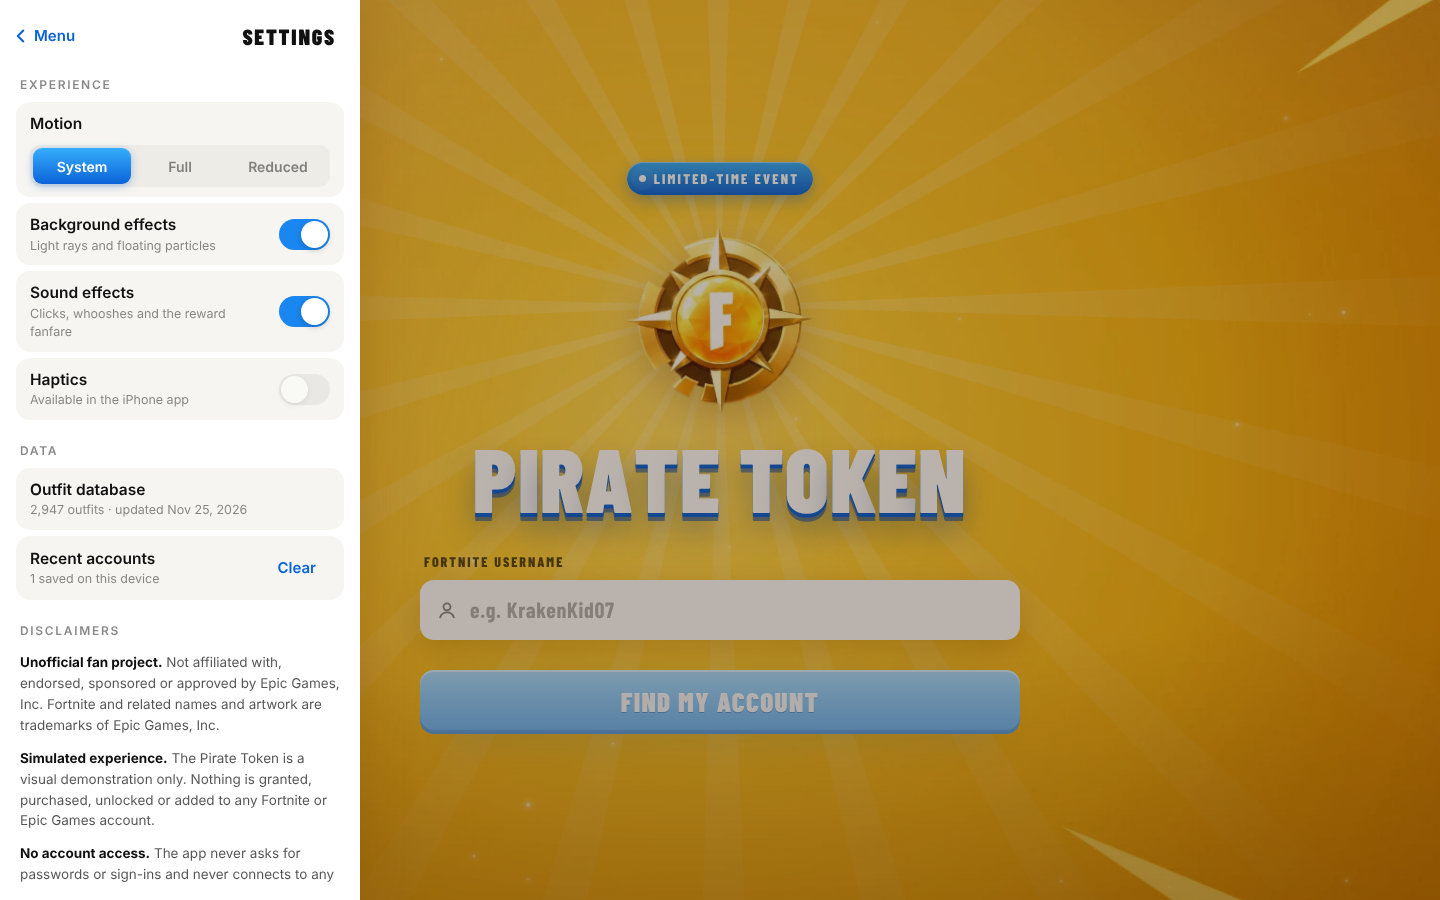 Menu
SETTINGS
EXPERIENCE
Motion
System
Full
Reduced
Background effects
Light rays and floating particles
Sound effects
Clicks, whooshes and the reward
fanfare
Haptics
Available in the iPhone app
DATA
Outfit database
2,947 outfits · updated Nov 25, 2026
Recent accounts
1 saved on this device
Clear
DISCLAIMERS
Unofficial fan project. Not affiliated with,
endorsed, sponsored or approved by Epic Games,
Inc. Fortnite and related names and artwork are
trademarks of Epic Games, Inc.
Simulated experience. The Pirate Token is a
visual demonstration only. Nothing is granted,
purchased, unlocked or added to any Fortnite or
Epic Games account.
No account access. The app never asks for
passwords or sign-ins and never connects to any
LIMITED-TIME EVENT
F
PIRATE TOKEN
FORTNITE USERNAME
e.g. KrakenKid07
FIND MY ACCOUNT